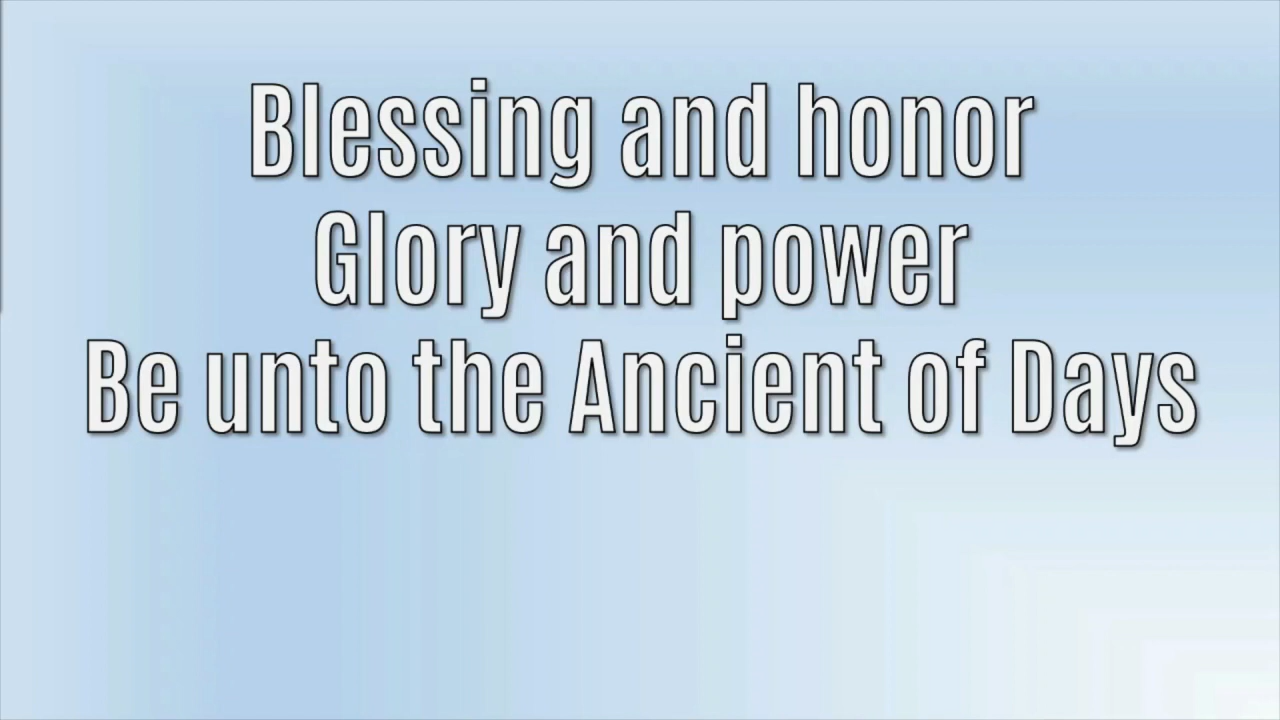 Blessing and honor
Glory and power
Be unto the Ancient of Days